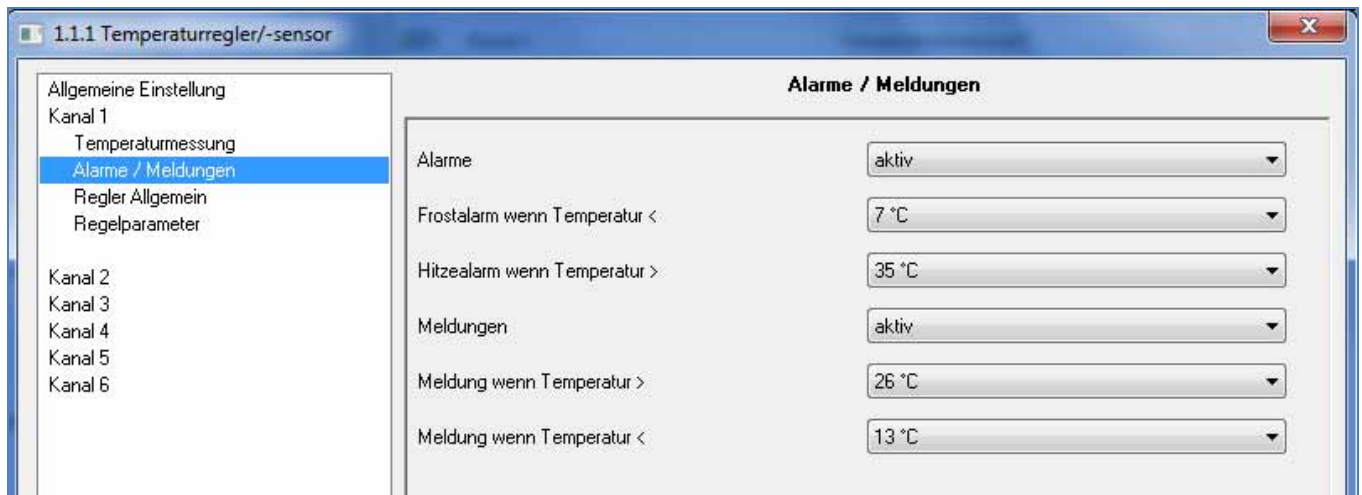 1.1.1 Temperaturregler/-sensor
Allgemeine Einstellung
Kanal 1
Temperaturmessung
Alarme / Meldungen
Regler Allgemein
Regelparameter
Kanal 2
Kanal 3
Kanal 4
Kanal 5
Kanal 6
Alarme / Meldungen
Alarme aktiv
Frostalarm wenn Temperatur < 7 °C
Hitzealarm wenn Temperatur > 35 °C
Meldungen aktiv
Meldung wenn Temperatur > 26 °C
Meldung wenn Temperatur < 13 °C